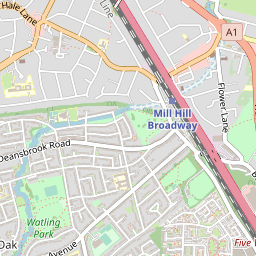 Hale Lane
Line
A1
Mill Hill
Broadway
Flower Lane
Deansbrook Road
Watling
Park
Oak
Avenue
Five
B